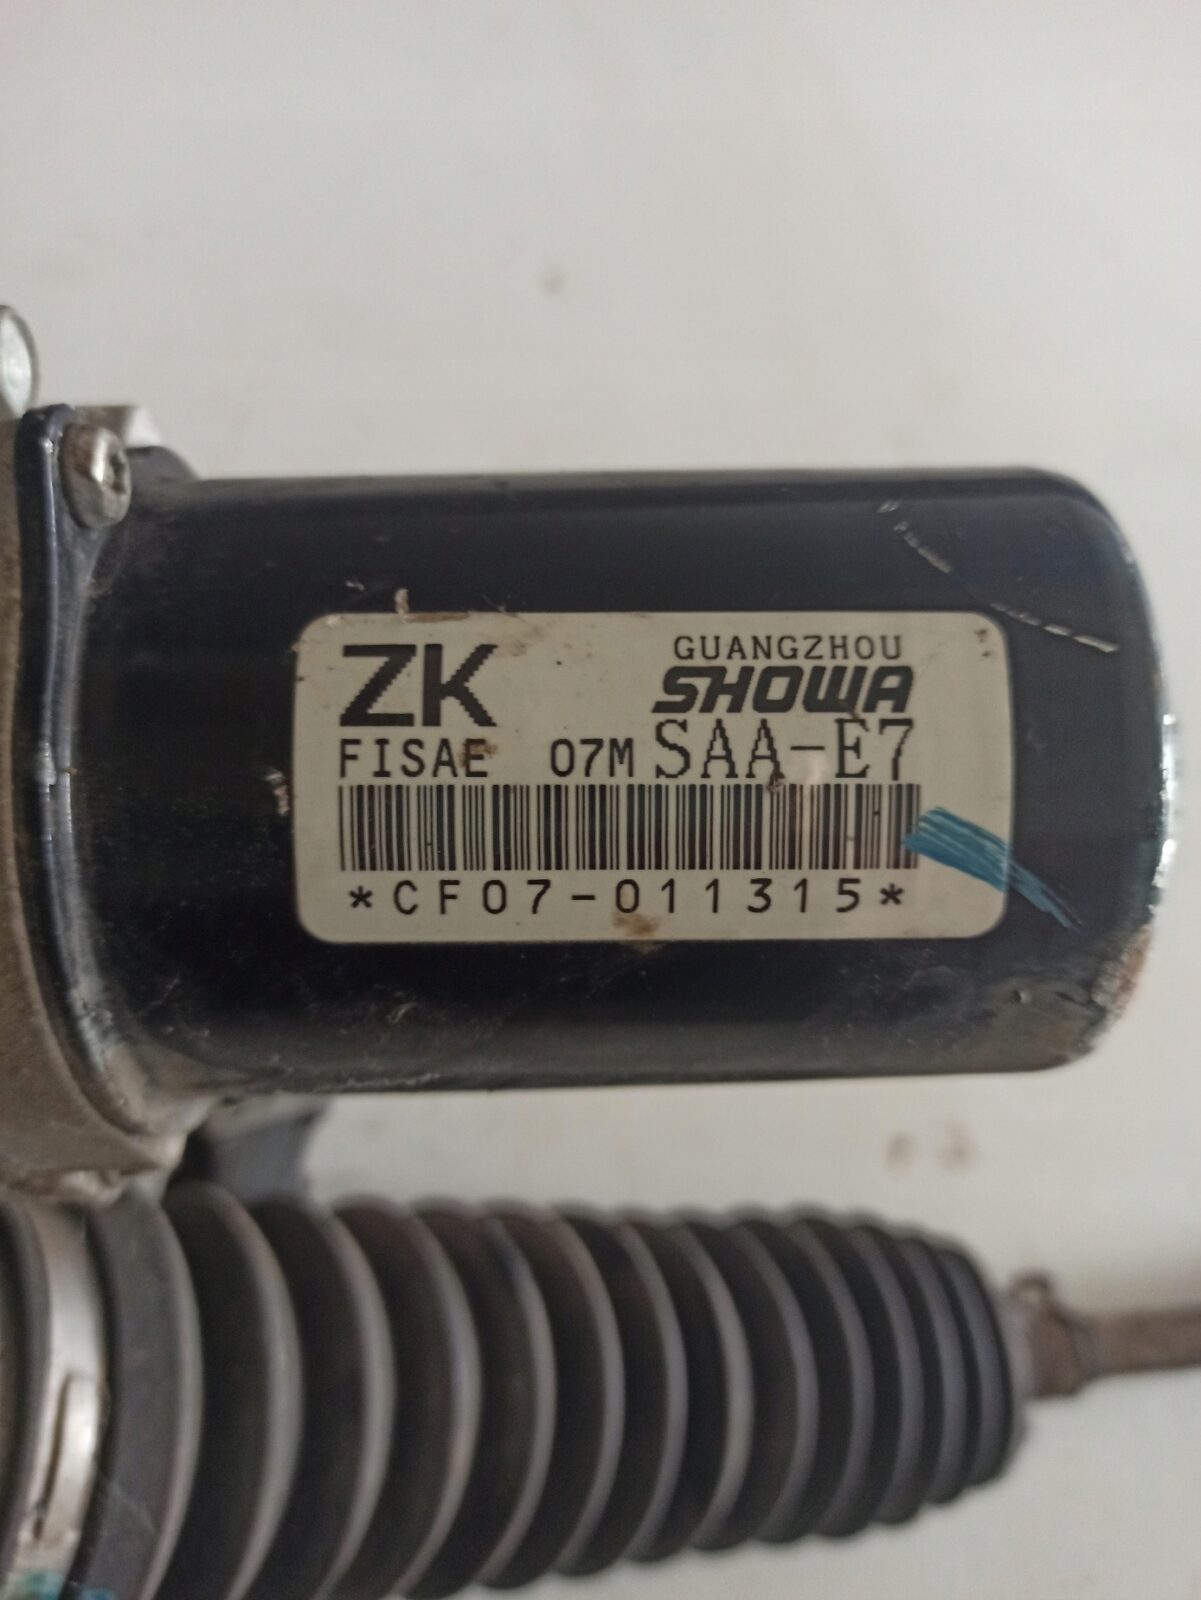 ZK
GUANGZHOU
SHOWA
FISAE 07M SAA-E7
*CF07-011315*